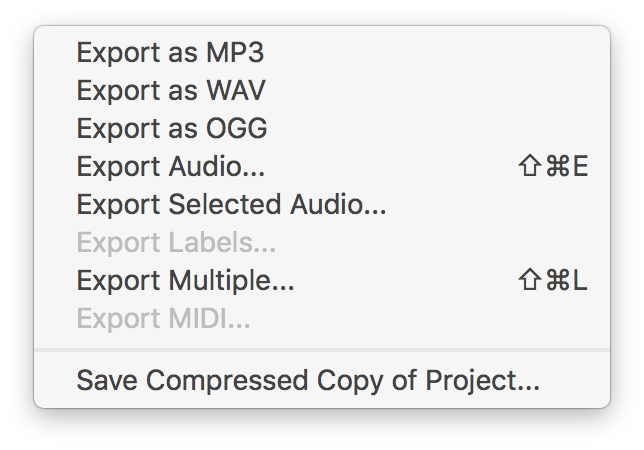 Export as MP3
Export as WAV
Export as OGG
Export Audio... ⇧⌘E
Export Selected Audio...
Export Labels...
Export Multiple... ⇧⌘L
Export MIDI...
Save Compressed Copy of Project...